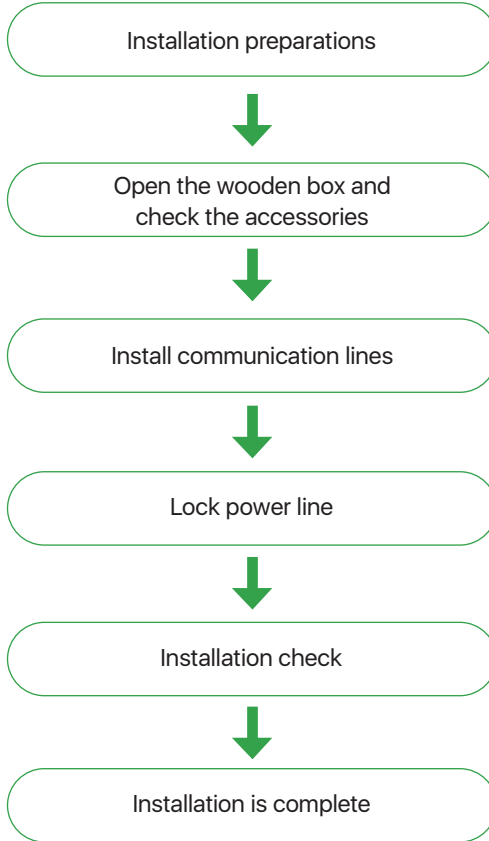 Installation preparations
Open the wooden box and
check the accessories
Install communication lines
Lock power line
Installation check
Installation is complete